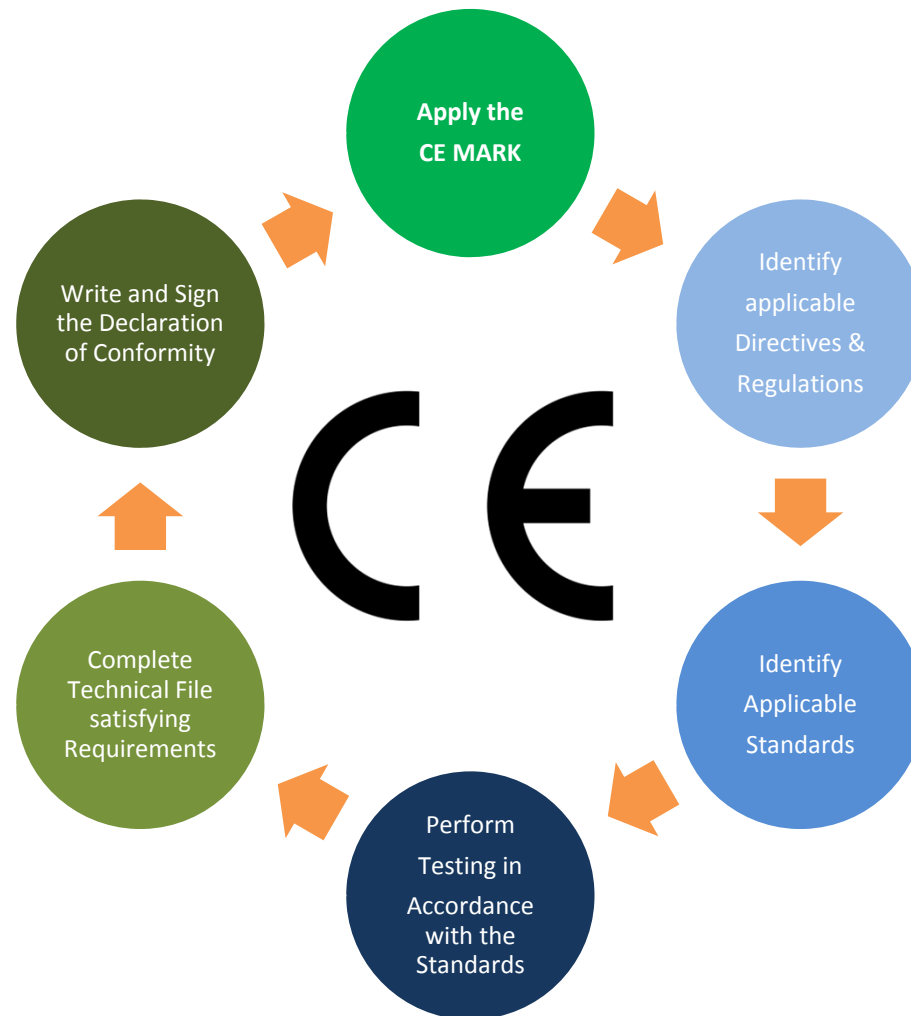 Apply the
CE MARK
Identify
applicable
Directives &
Regulations
Identify
Applicable
Standards
Perform
Testing in
Accordance
with the
Standards
Complete
Technical File
satisfying
Requirements
Write and Sign
the Declaration
of Conformity
CE